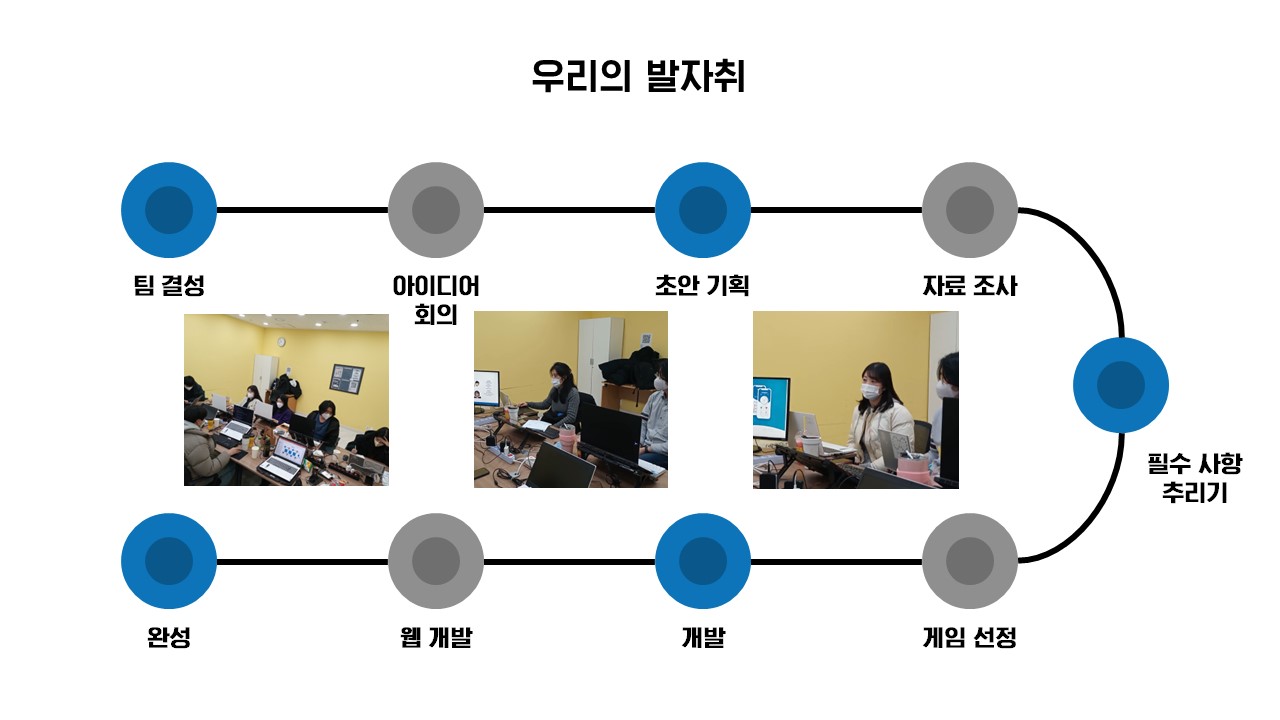 우리의 발자취
팀 결성
아이디어
회의
초안 기획
자료 조사
필수 사항
추리기
완성
웹 개발
개발
게임 선정